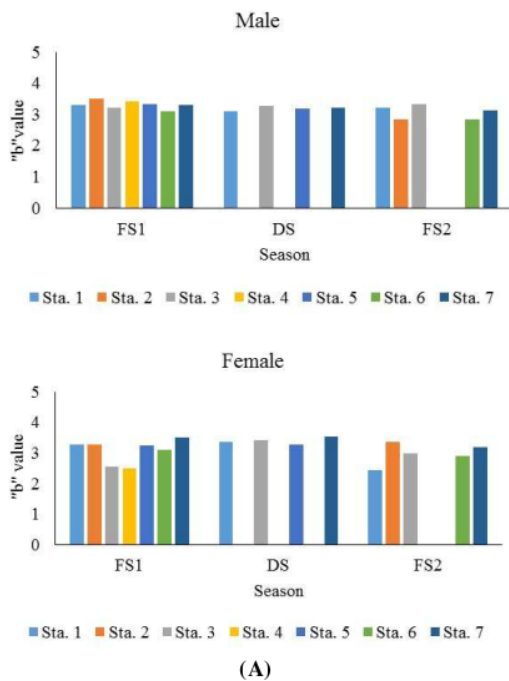 Male
5
4
3
2
1
0
"b"value
FS1 DS FS2
Season
Sta. 1 Sta. 2 Sta. 3 Sta. 4 Sta. 5 Sta. 6 Sta. 7
Female
5
4
3
2
1
0
"b" value
FS1 DS FS2
Season
Sta. 1 Sta. 2 Sta. 3 Sta. 4 Sta. 5 Sta. 6 Sta. 7
(A)